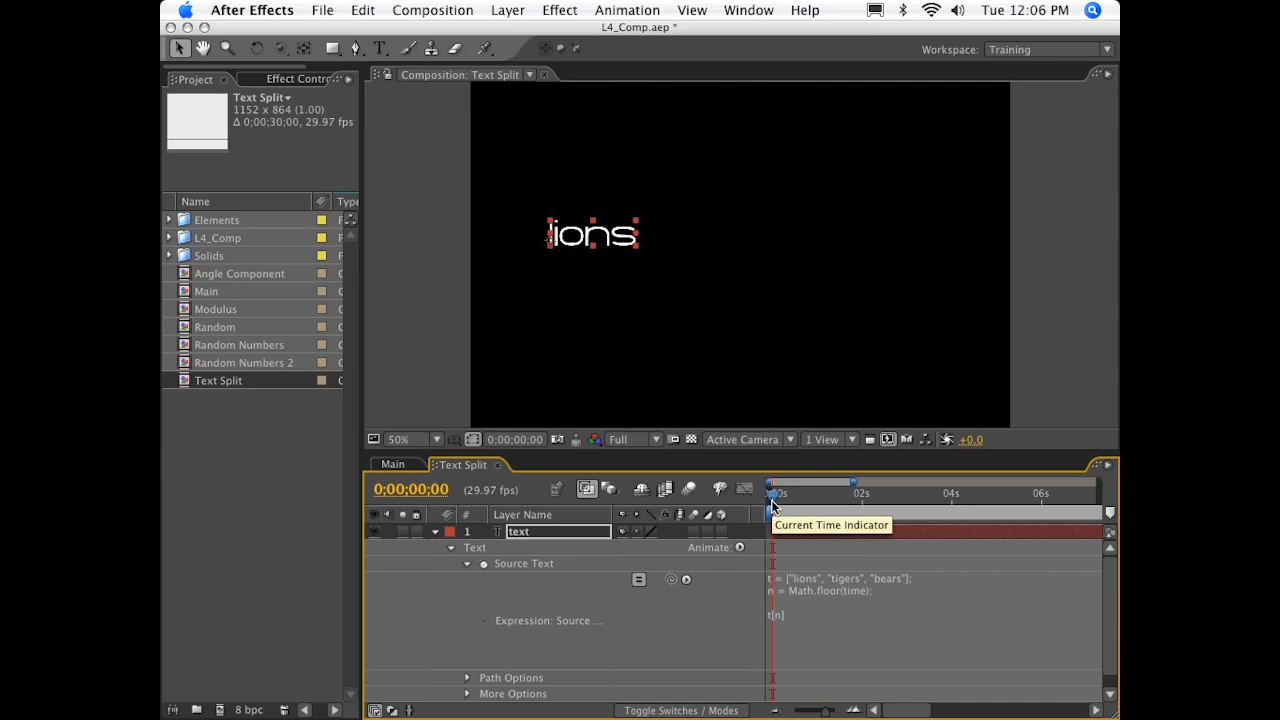 After Effects File Edit Composition Layer Effect Animation View Window Help Tue 12:06 PM
L4_Comp.aep *
Workspace: Training
Project Effect Contro
Composition: Text Split
Text Split
1152 x 864 (1.00)
Δ 0;00;30;00, 29.97 fps
Name Type
Elements F
L4_Comp F
Solids F
Angle Component C
Main C
Modulus C
Random C
Random Numbers C
Random Numbers 2 C
Text Split C
lions
50% 0;00;00;00 Full Active Camera 1 View +0.0
Main Text Split
0;00;00;00 (29.97 fps) 02s 04s 06s
# Layer Name
Current Time Indicator
1 T text
Text Animate:
Source Text
t = ["lions", "tigers", "bears"];
n = Math.floor(time);
t[n]
Expression: Source ...
Path Options
More Options
8 bpc Toggle Switches / Modes